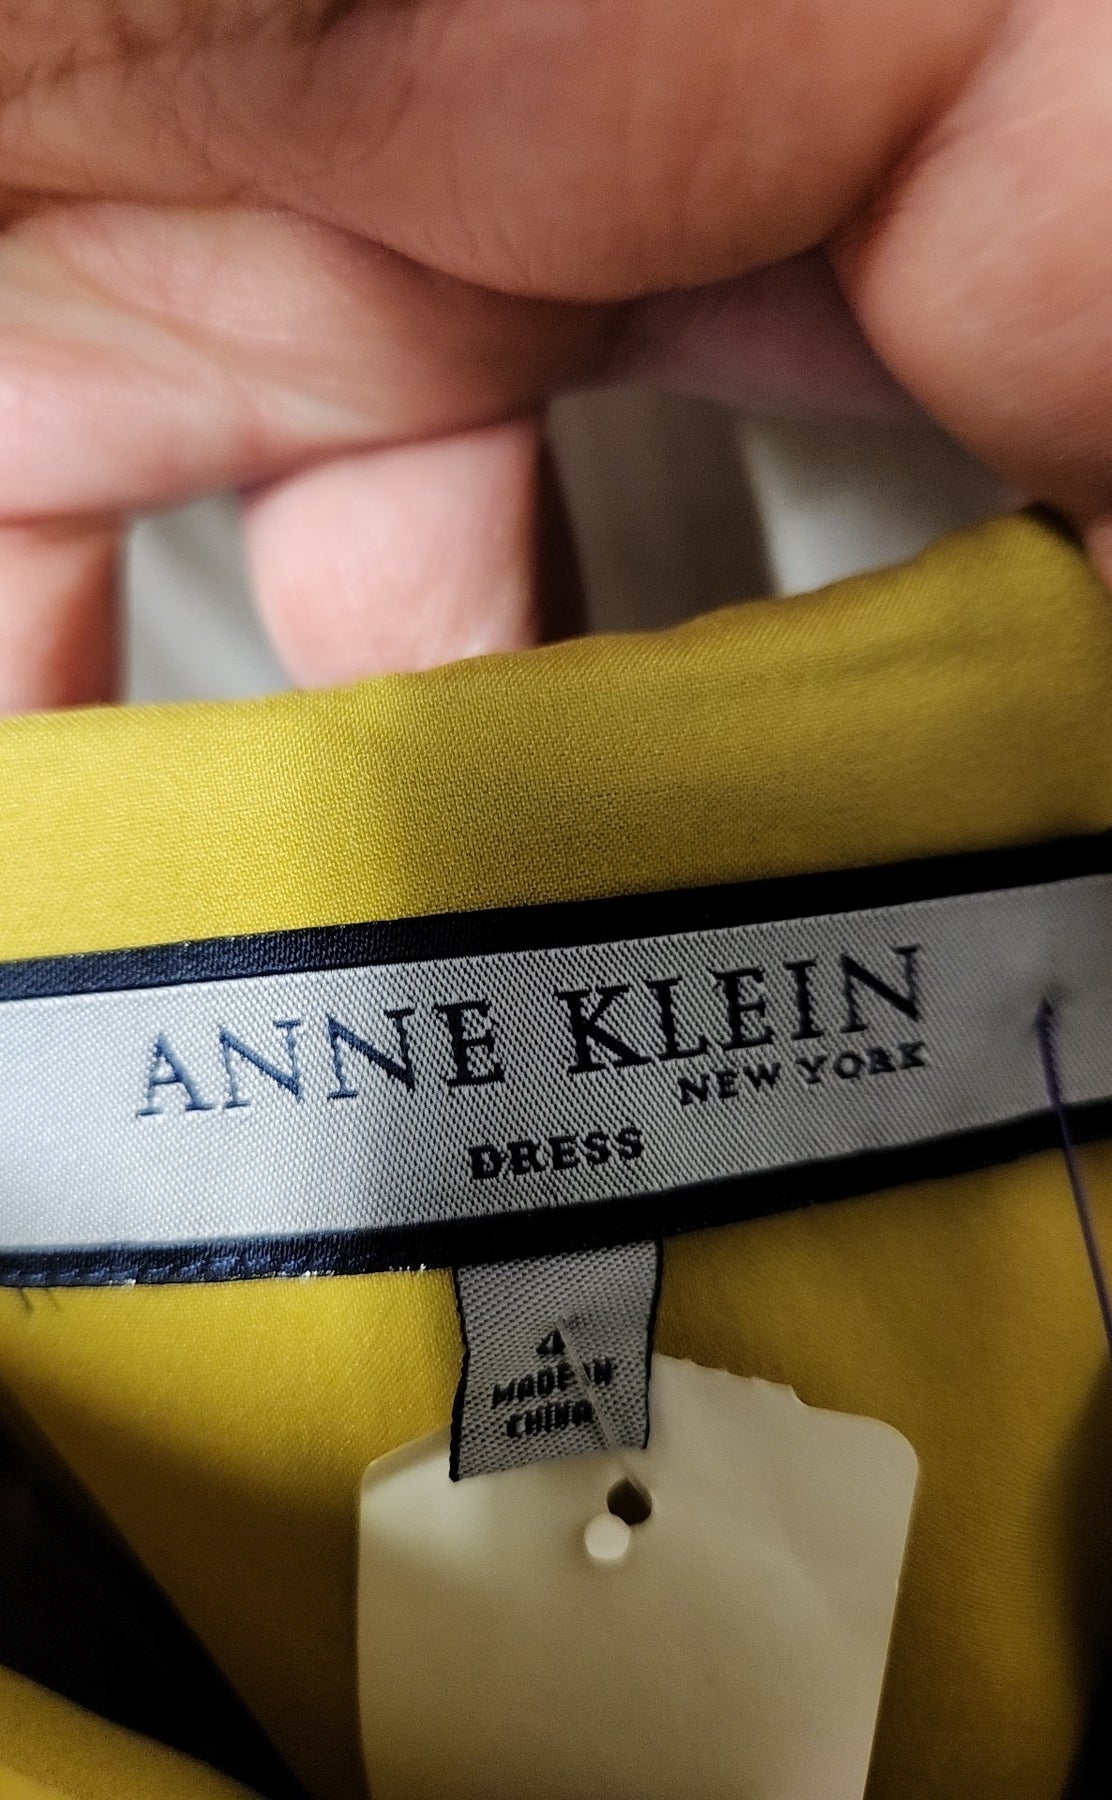 ANNE KLEIN
NEW YORK
DRESS
4
MADE IN
CHINA